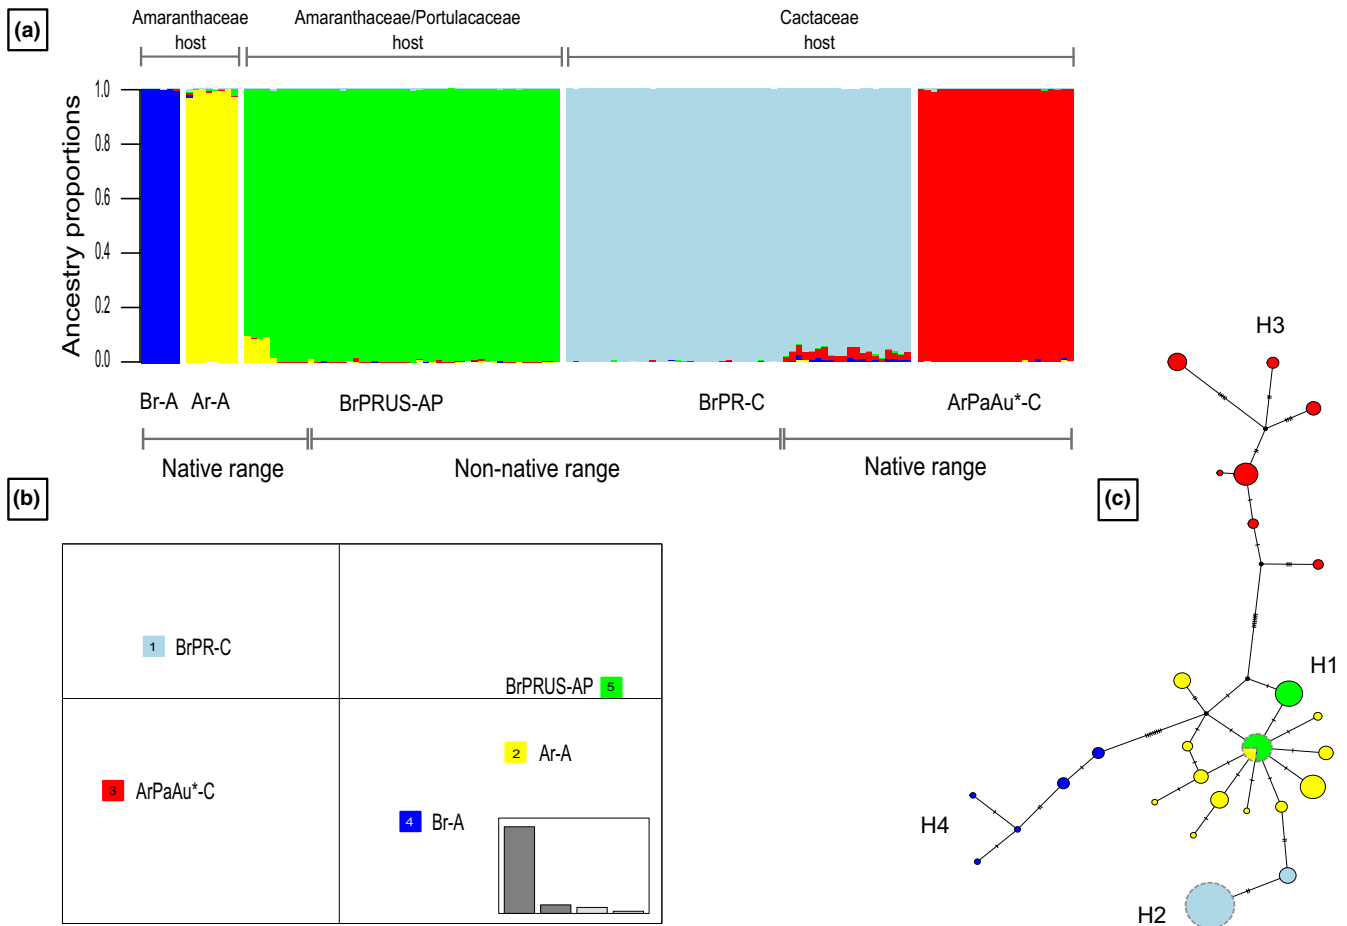 (a)
Amaranthaceae
host
Amaranthaceae/Portulacaceae
host
Cactaceae
host
Ancestry proportions
1.0
0.8
0.6
0.4
0.2
0.0
Br-A
Ar-A
BrPRUS-AP
BrPR-C
ArPaAu*-C
Native range
Non-native range
Native range
(b)
1
BrPR-C
BrPRUS-AP
5
2
Ar-A
3
ArPaAu*-C
4
Br-A
(c)
H3
H1
H4
H2